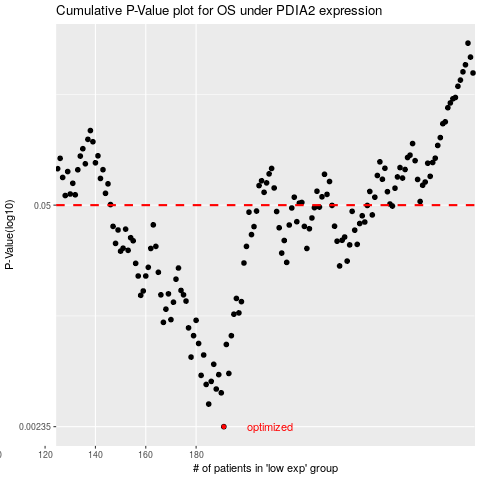 Cumulative P-Value plot for OS under PDIA2 expression
P-Value(log10)
0.05
0.00235
optimized
0 120 140 160 180
# of patients in 'low exp' group